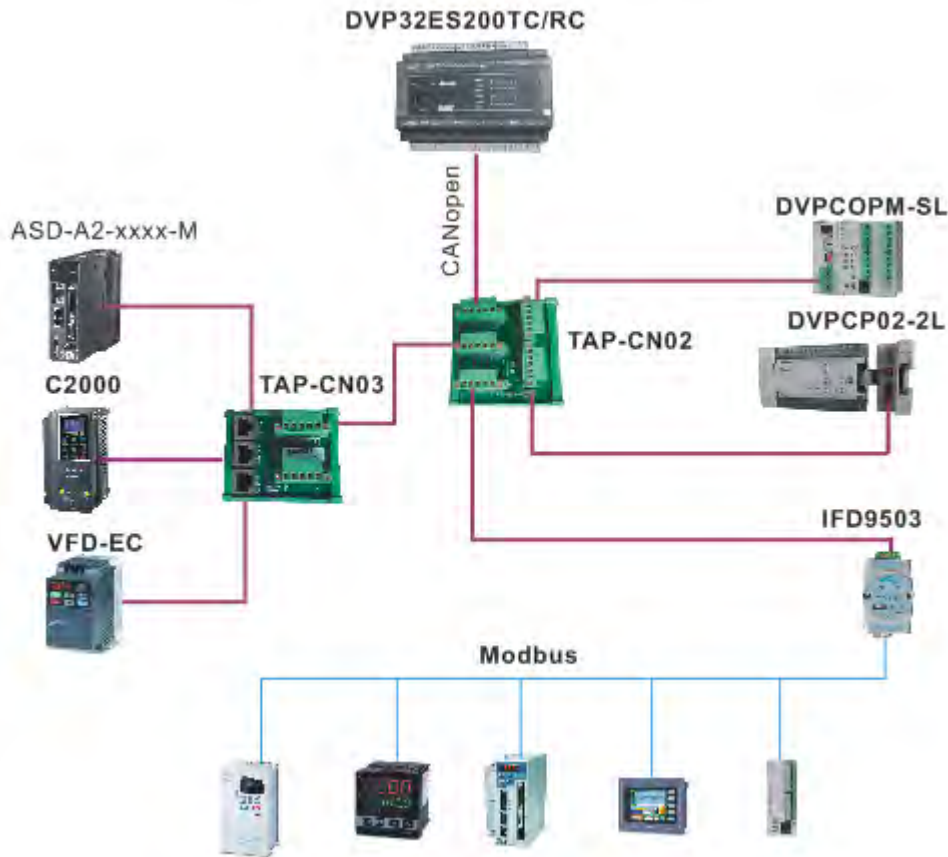 DVP32ES200TC/RC
CANopen
DVPCOPM-SL
ASD-A2-xxxx-M
DVPCP02-2L
TAP-CN02
C2000
TAP-CN03
IFD9503
VFD-EC
Modbus